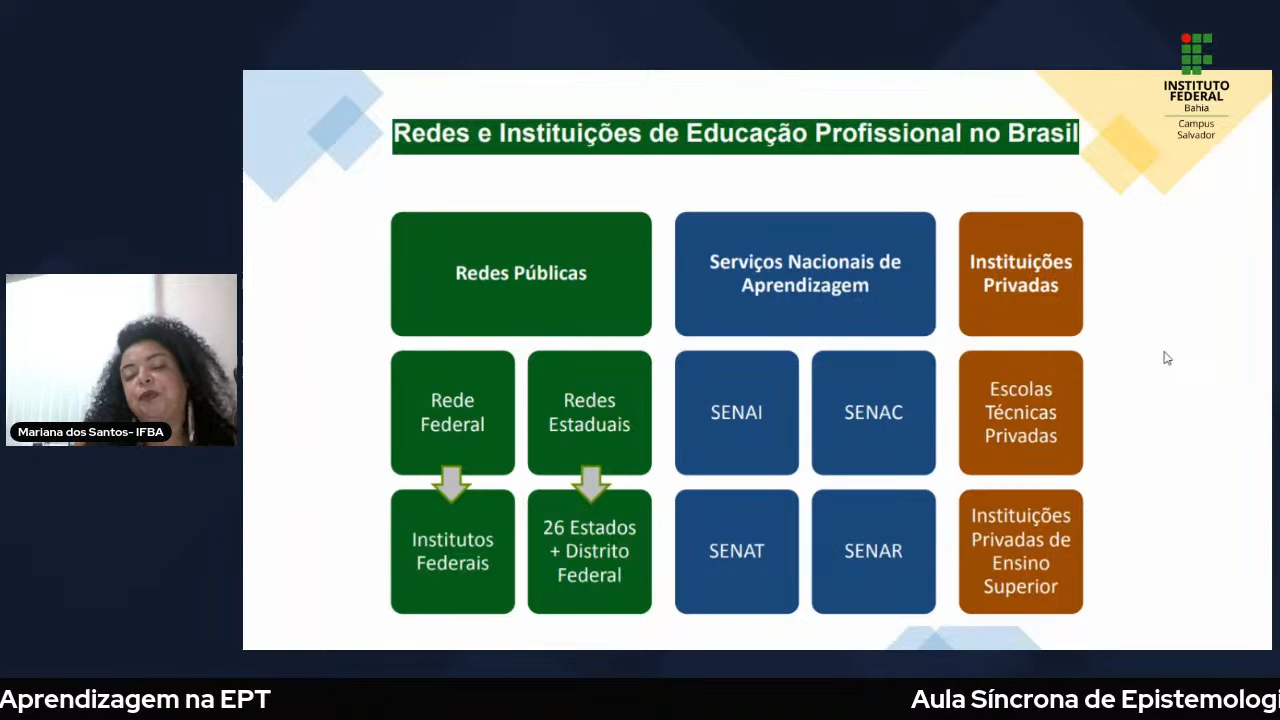 INSTITUTO
FEDERAL
Bahia
Campus
Salvador
Redes e Instituições de Educação Profissional no Brasil
Redes Públicas
Serviços Nacionais de
Aprendizagem
Instituições
Privadas
Rede
Federal
Redes
Estaduais
SENAI
SENAC
Escolas
Técnicas
Privadas
Institutos
Federais
26 Estados
+ Distrito
Federal
SENAT
SENAR
Instituições
Privadas de
Ensino
Superior
Mariana dos Santos- IFBA
Aprendizagem na EPT
Aula Síncrona de Epistemologi